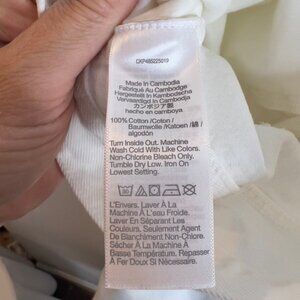 CKP485225019
Made in Cambodia
Fabriqué au Cambodge
Hergestellt In Kambodscha
Vervaardigd In Cambodja
カンボジア製
hecho en camboya
100% Cotton /Coton /
Baumwolle /Katoen /綿 /
algodón
Turn Inside Out. Machine
Wash Cold With Like Colors.
Non-Chlorine Bleach Only.
Tumble Dry Low. Iron On
Lowest Setting.
L'Envers. Laver À La
Machine À L'eau Froide.
Laver En Séparant Les
Couleurs, Seulement Agent
De Blanchiment Non-Chloré.
Sécher À La Machine À
Basse Température. Repasser
À Fer Doux Si Nécessaire.